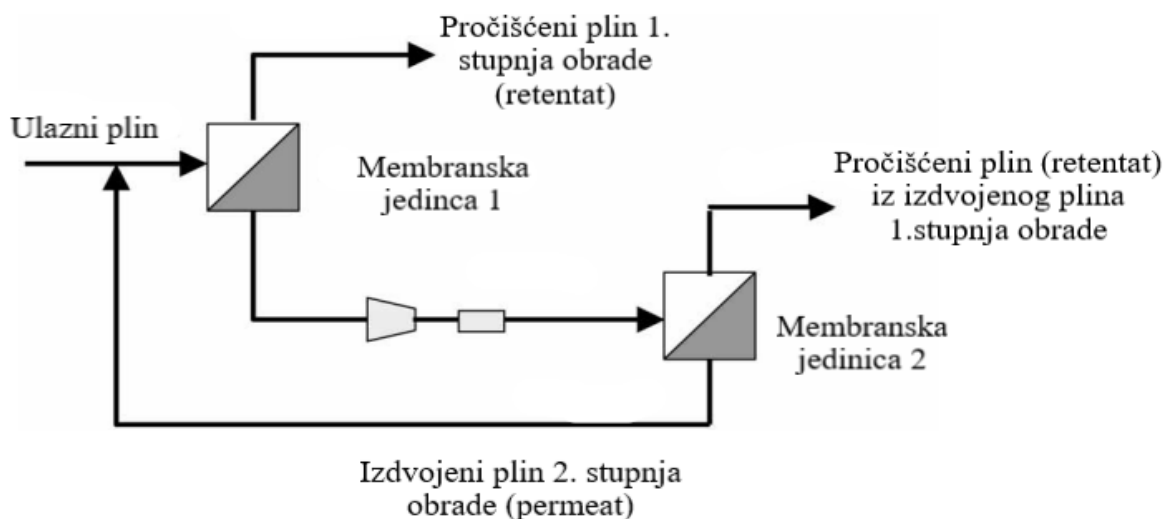 Pročišćeni plin 1.
stupnja obrade
(retentat)
Ulazni plin
Membranska
jedinca 1
Pročišćeni plin (retentat)
iz izdvojenog plina
1.stupnja obrade
Membranska
jedinica 2
Izdvojeni plin 2. stupnja
obrade (permeat)